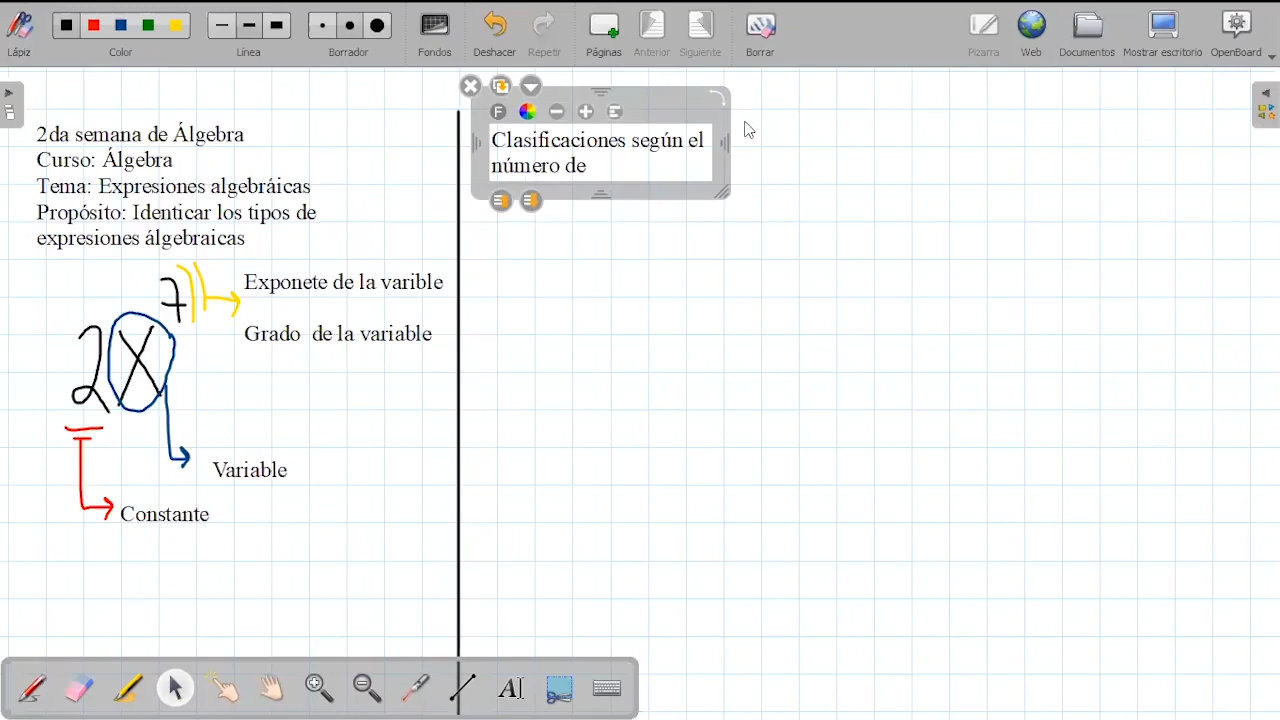 Lápiz
Color
Línea
Borrador
Fondos
Deshacer
Repetir
Páginas
Anterior
Siguiente
Borrar
Pizarra
Web
Documentos
Mostrar escritorio
OpenBoard
2da semana de Álgebra
Curso: Álgebra
Tema: Expresiones algebráicas
Propósito: Identicar los tipos de
expresiones álgebraicas
7
Exponete de la varible
Grado de la variable
2 X
Variable
Constante
F
Clasificaciones según el
número de
AI